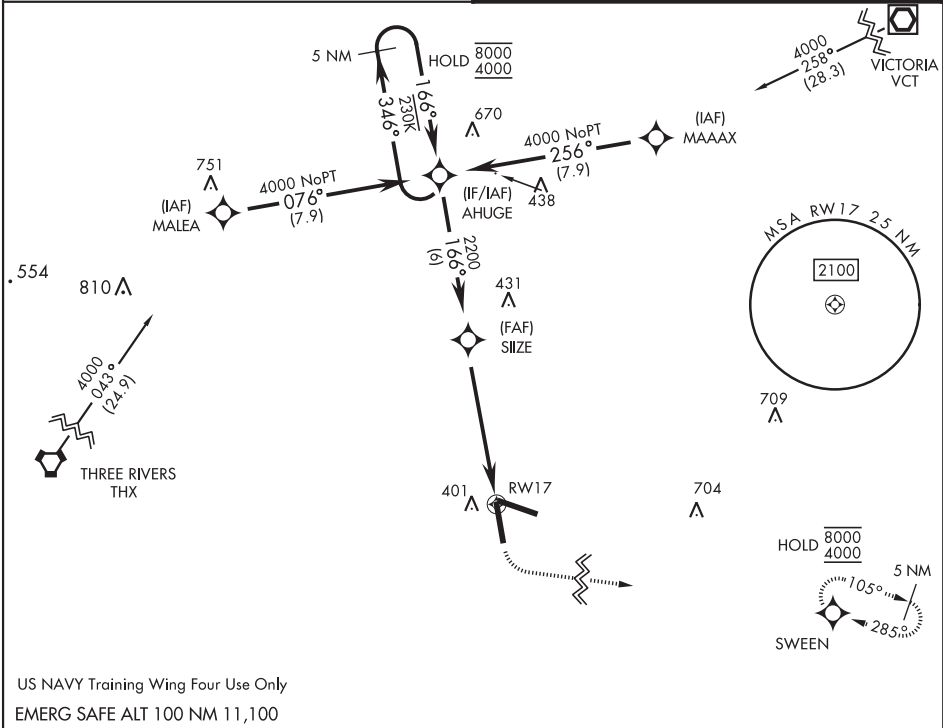 5 NM
HOLD 8000
4000
166°
230K
346°
4000
258°
(28.3)
VICTORIA
VCT
670
(IAF)
MAAAX
4000 NoPT
256°
(7.9)
751
4000 NoPT
076°
(7.9)
(IAF)
MALEA
(IF/IAF)
AHUGE
438
2200
166°
(6)
MSA RW17 25 NM
2100
554
810
431
(FAF)
SIIZE
4000
043°
(24.9)
709
THREE RIVERS
THX
401
RW17
704
HOLD 8000
4000
5 NM
105°
285°
SWEEN
US NAVY Training Wing Four Use Only
EMERG SAFE ALT 100 NM 11,100